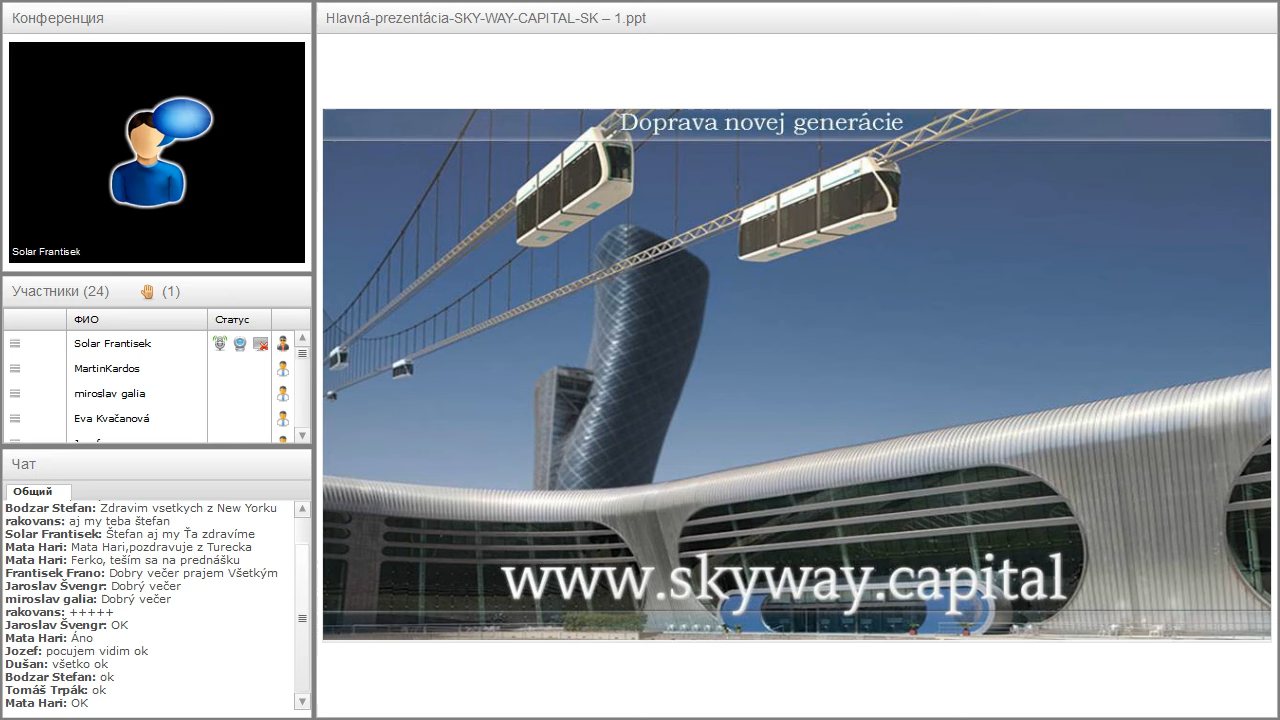 Конференция
Solar Frantisek
Участники (24) (1)
ФИО Статус
Solar Frantisek
MartinKardos
miroslav galia
Eva Kvačanová
Чат
Общий
Bodzar Stefan: Zdravim vsetkych z New Yorku
rakovans: aj my teba štefan
Solar Frantisek: Štefan aj my Ťa zdravíme
Mata Hari: Mata Hari,pozdravuje z Turecka
Mata Hari: Ferko, teším sa na prednášku
Frantisek Frano: Dobry večer prajem Všetkým
Jaroslav Švengr: Dobrý večer
miroslav galia: Dobrý večer
rakovans: +++++
Jaroslav Švengr: OK
Mata Hari: Áno
Jozef: pocujem vidim ok
Dušan: všetko ok
Bodzar Stefan: ok
Tomáš Trpák: ok
Mata Hari: OK
Hlavná-prezentácia-SKY-WAY-CAPITAL-SK – 1.ppt
Doprava novej generácie
www.skyway.capital